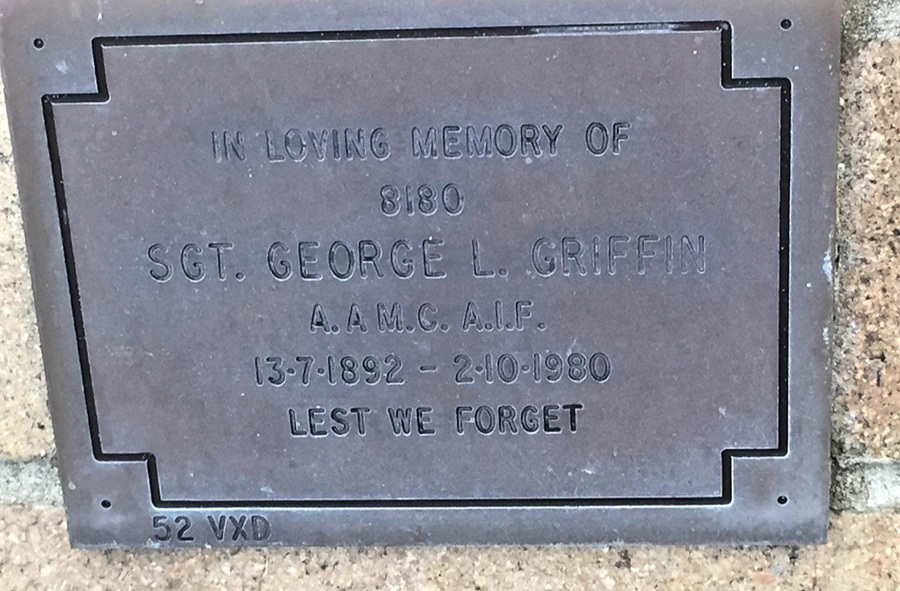 IN LOVING MEMORY OF
8180
SGT. GEORGE L. GRIFFIN
A.A M.C. A.I.F.
13·7·1892 – 2·10·1980
LEST WE FORGET
52 VXD